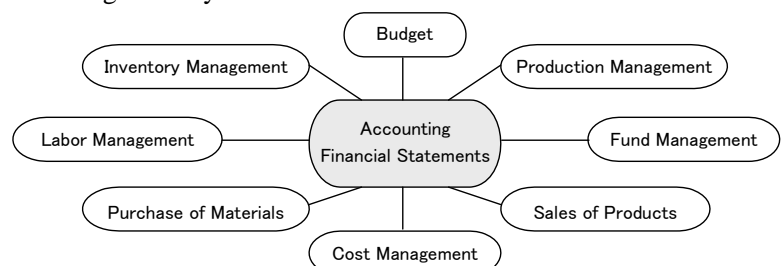 Budget
Inventory Management
Production Management
Accounting
Financial Statements
Labor Management
Fund Management
Purchase of Materials
Sales of Products
Cost Management